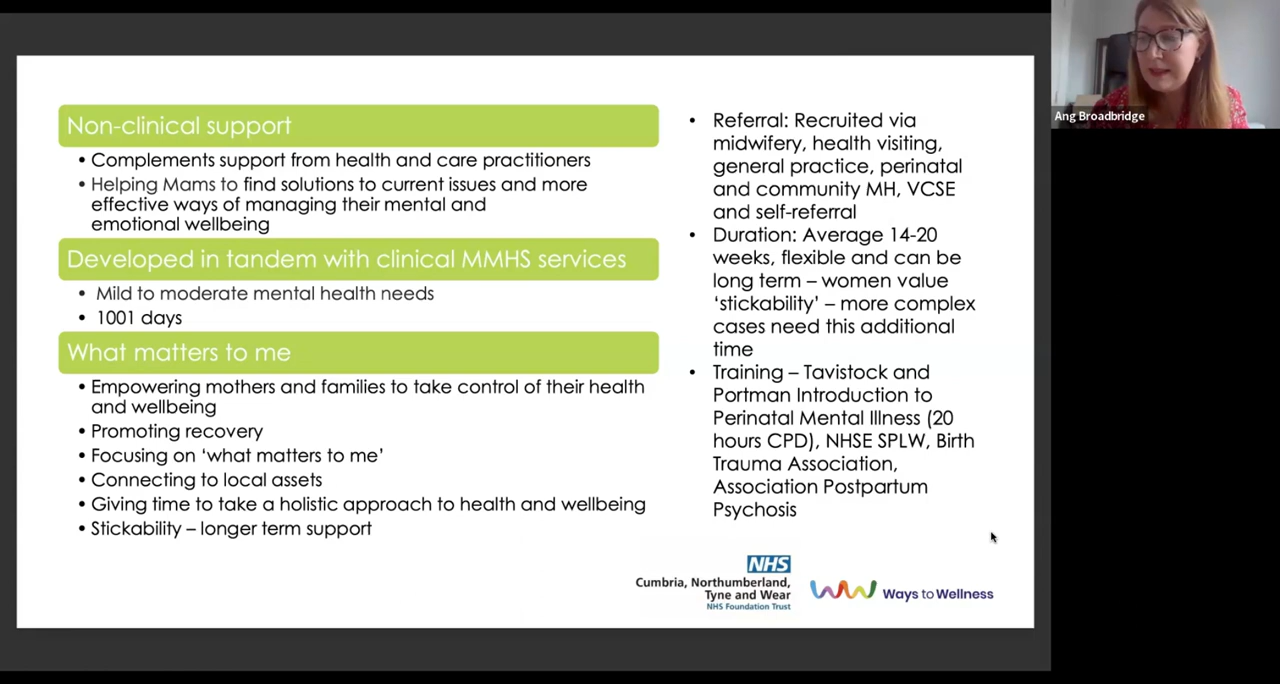 Non-clinical support
• Complements support from health and care practitioners
• Helping Mams to find solutions to current issues and more
effective ways of managing their mental and
emotional wellbeing
Developed in tandem with clinical MMHS services
• Mild to moderate mental health needs
• 1001 days
What matters to me
• Empowering mothers and families to take control of their health
and wellbeing
• Promoting recovery
• Focusing on ‘what matters to me’
• Connecting to local assets
• Giving time to take a holistic approach to health and wellbeing
• Stickability – longer term support
• Referral: Recruited via
midwifery, health visiting,
general practice, perinatal
and community MH, VCSE
and self-referral
• Duration: Average 14-20
weeks, flexible and can be
long term – women value
‘stickability’ – more complex
cases need this additional
time
• Training – Tavistock and
Portman Introduction to
Perinatal Mental Illness (20
hours CPD), NHSE SPLW, Birth
Trauma Association,
Association Postpartum
Psychosis
NHS
Cumbria, Northumberland,
Tyne and Wear
NHS Foundation Trust
Ways to Wellness
Ang Broadbridge